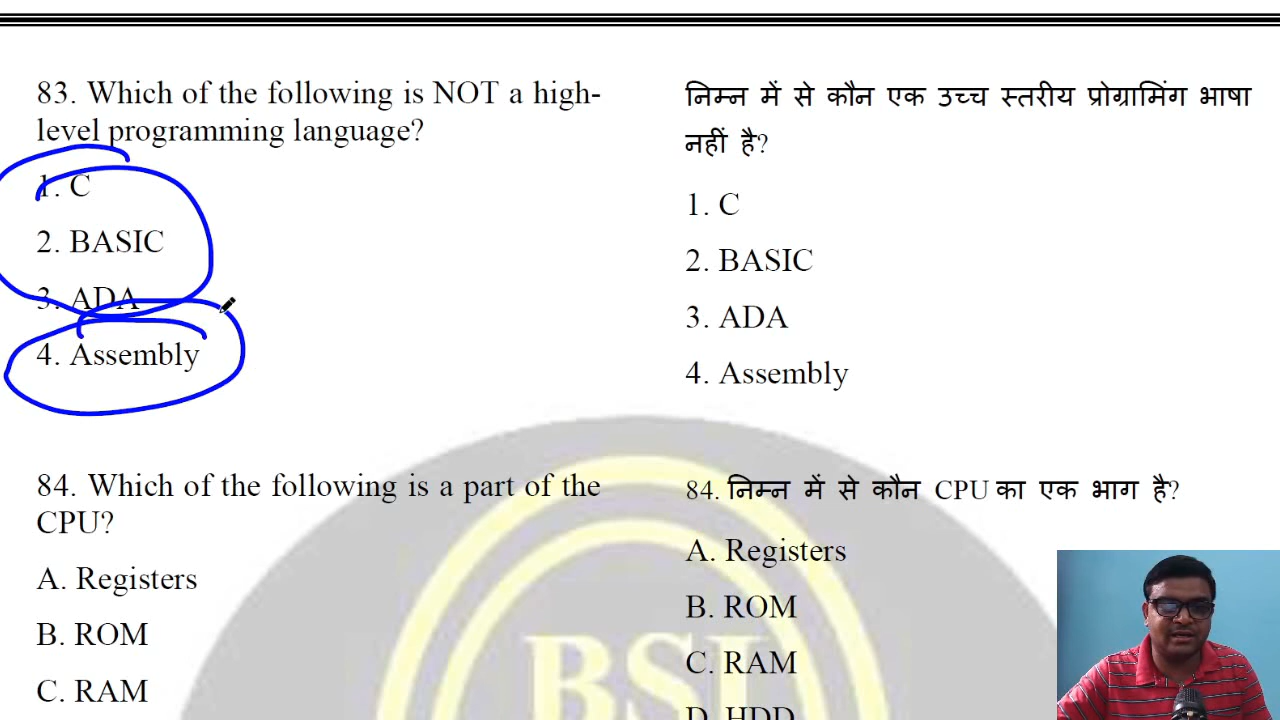 83. Which of the following is NOT a high-
level programming language?
1. C
2. BASIC
3. ADA
4. Assembly
84. Which of the following is a part of the
CPU?
A. Registers
B. ROM
C. RAM
निम्न में से कौन एक उच्च स्तरीय प्रोग्रामिंग भाषा
नहीं है?
1. C
2. BASIC
3. ADA
4. Assembly
84. निम्न में से कौन CPU का एक भाग है?
A. Registers
B. ROM
C. RAM
D. HDD
BSI